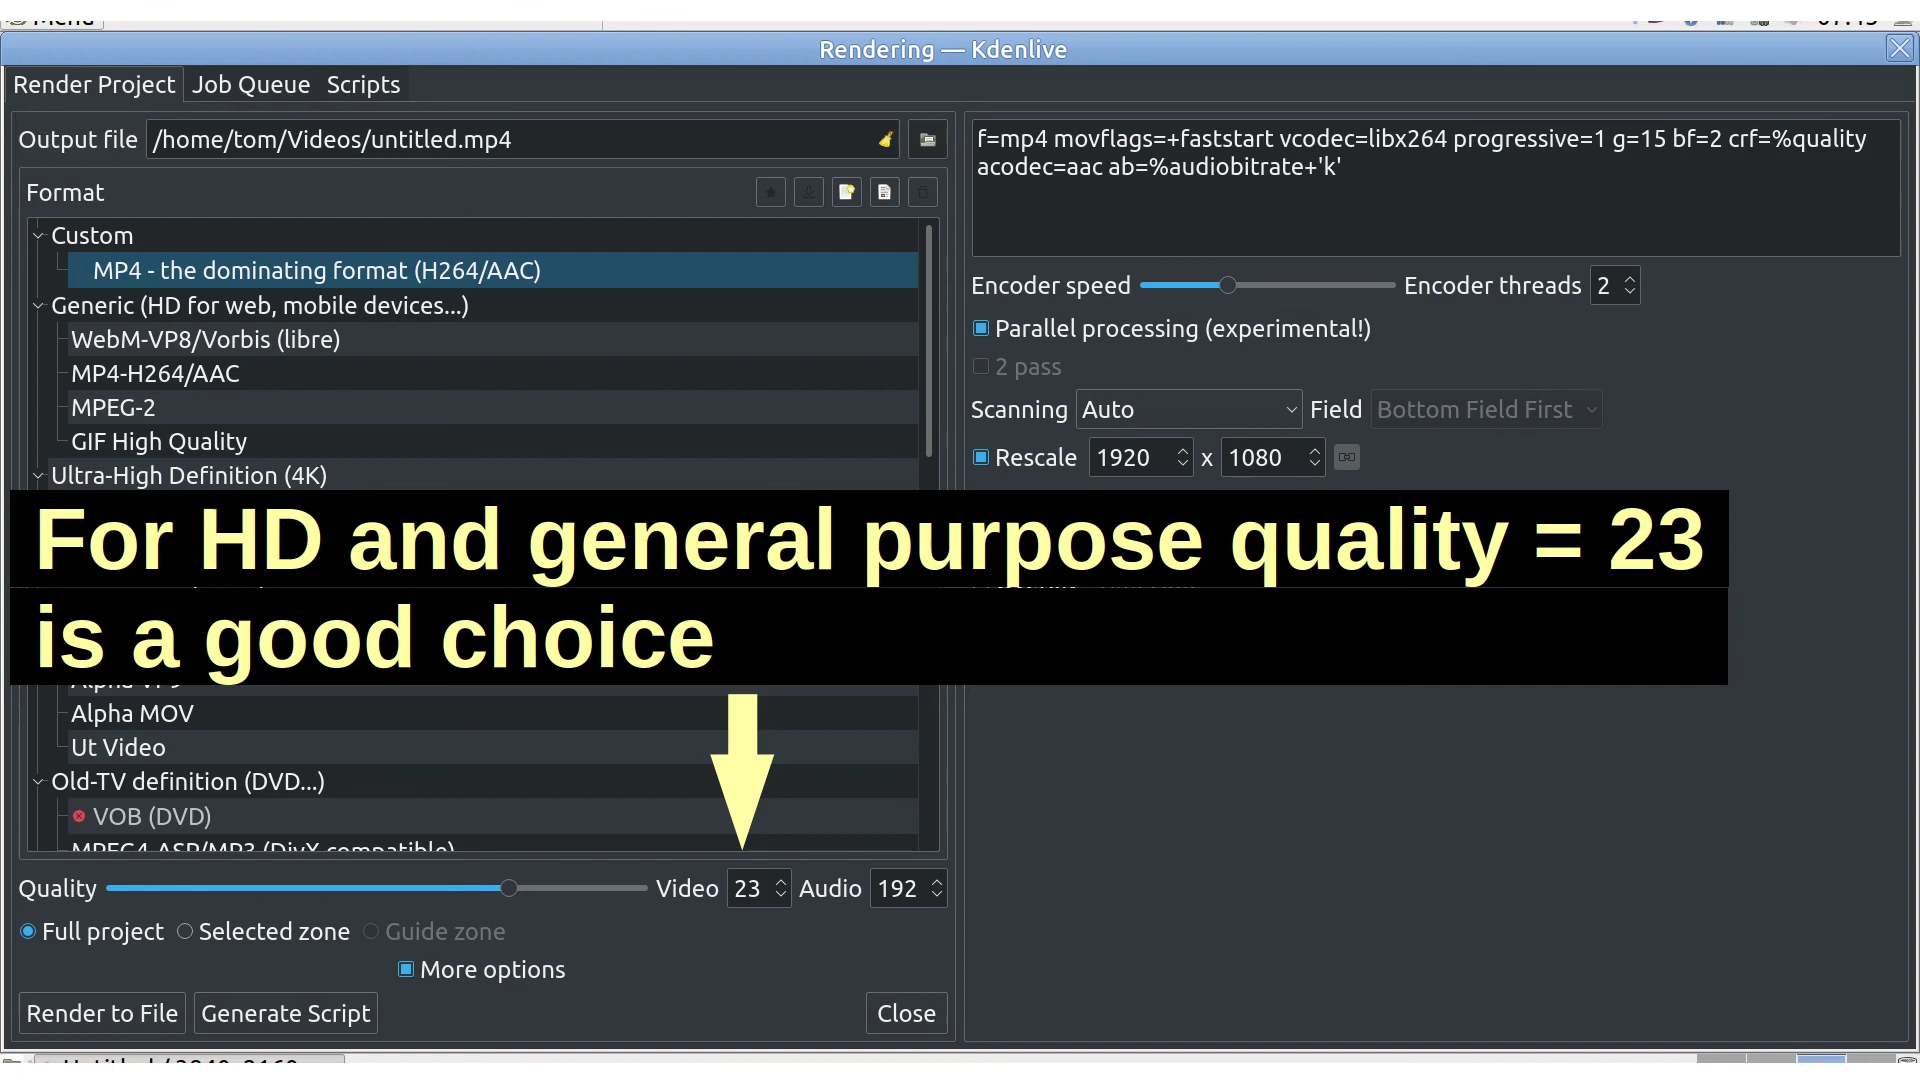 Rendering — Kdenlive
Render Project Job Queue Scripts
Output file /home/tom/Videos/untitled.mp4
f=mp4 movflags=+faststart vcodec=libx264 progressive=1 g=15 bf=2 crf=%quality
acodec=aac ab=%audiobitrate+'k'
Format
Custom
MP4 - the dominating format (H264/AAC)
Generic (HD for web, mobile devices...)
WebM-VP8/Vorbis (libre)
MP4-H264/AAC
MPEG-2
GIF High Quality
Ultra-High Definition (4K)
Encoder speed Encoder threads 2
Parallel processing (experimental!)
2 pass
Scanning Auto Field Bottom Field First
Rescale 1920 x 1080
For HD and general purpose quality = 23
is a good choice
Alpha MOV
Ut Video
Old-TV definition (DVD...)
VOB (DVD)
MPEG4-ASP/MP3 (DivX compatible)
Quality Video 23 Audio 192
Full project Selected zone Guide zone
More options
Render to File Generate Script Close